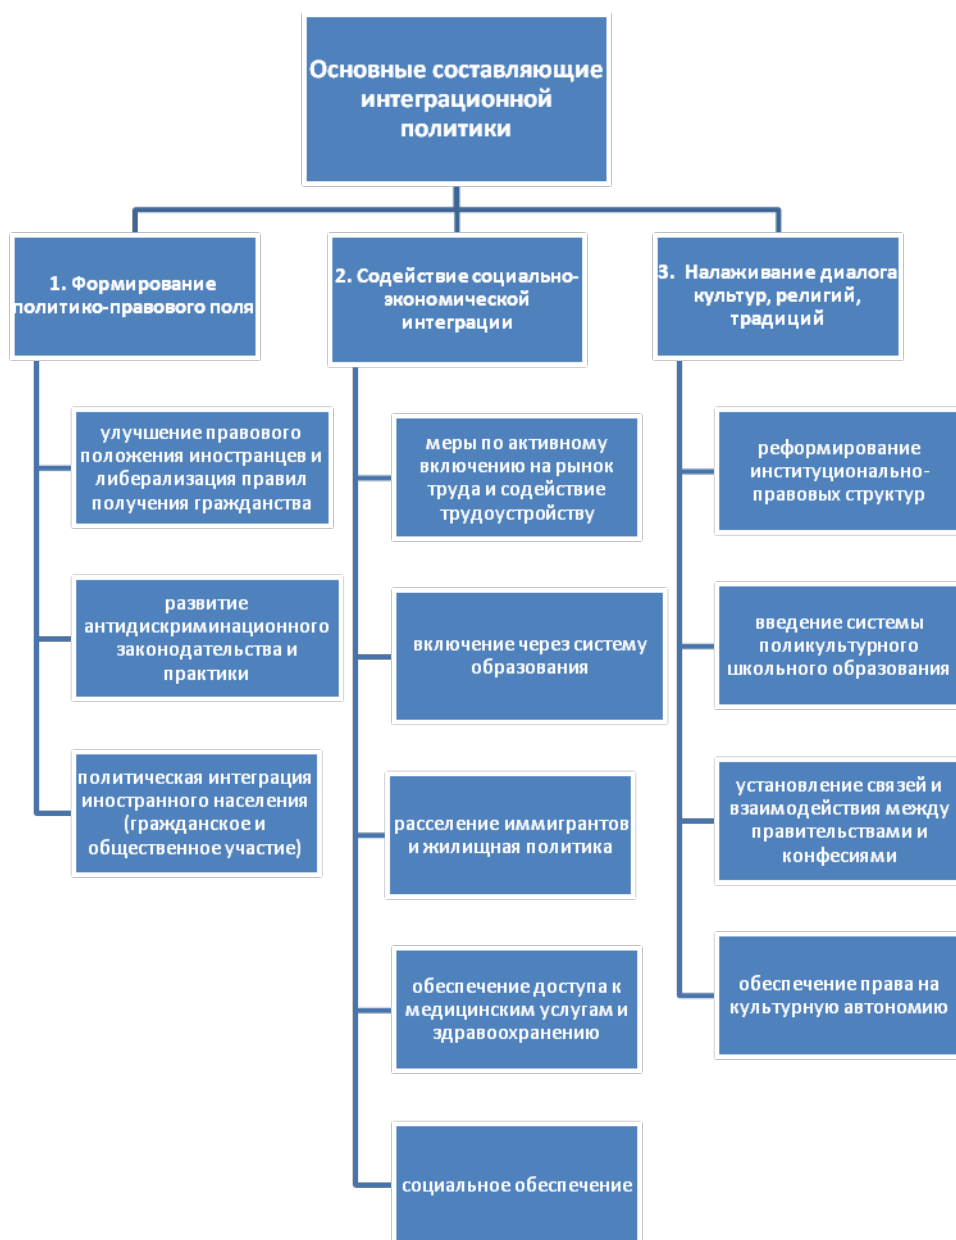 Основные составляющие
интеграционной
политики
1. Формирование
политико-правового поля
улучшение правового
положения иностранцев и
либерализация правил
получения гражданства
развитие
антидискриминационного
законодательства и
практики
политическая интеграция
иностранного населения
(гражданское и
общественное участие)
2. Содействие социально-
экономической
интеграции
меры по активному
включению на рынок
труда и содействие
трудоустройству
включение через систему
образования
расселение иммигрантов
и жилищная политика
обеспечение доступа к
медицинским услугам и
здравоохранению
социальное обеспечение
3. Налаживание диалога
культур, религий,
традиций
реформирование
институционально-
правовых структур
введение системы
поликультурного
школьного образования
установление связей и
взаимодействия между
правительствами и
конфесиями
обеспечение права на
культурную автономию